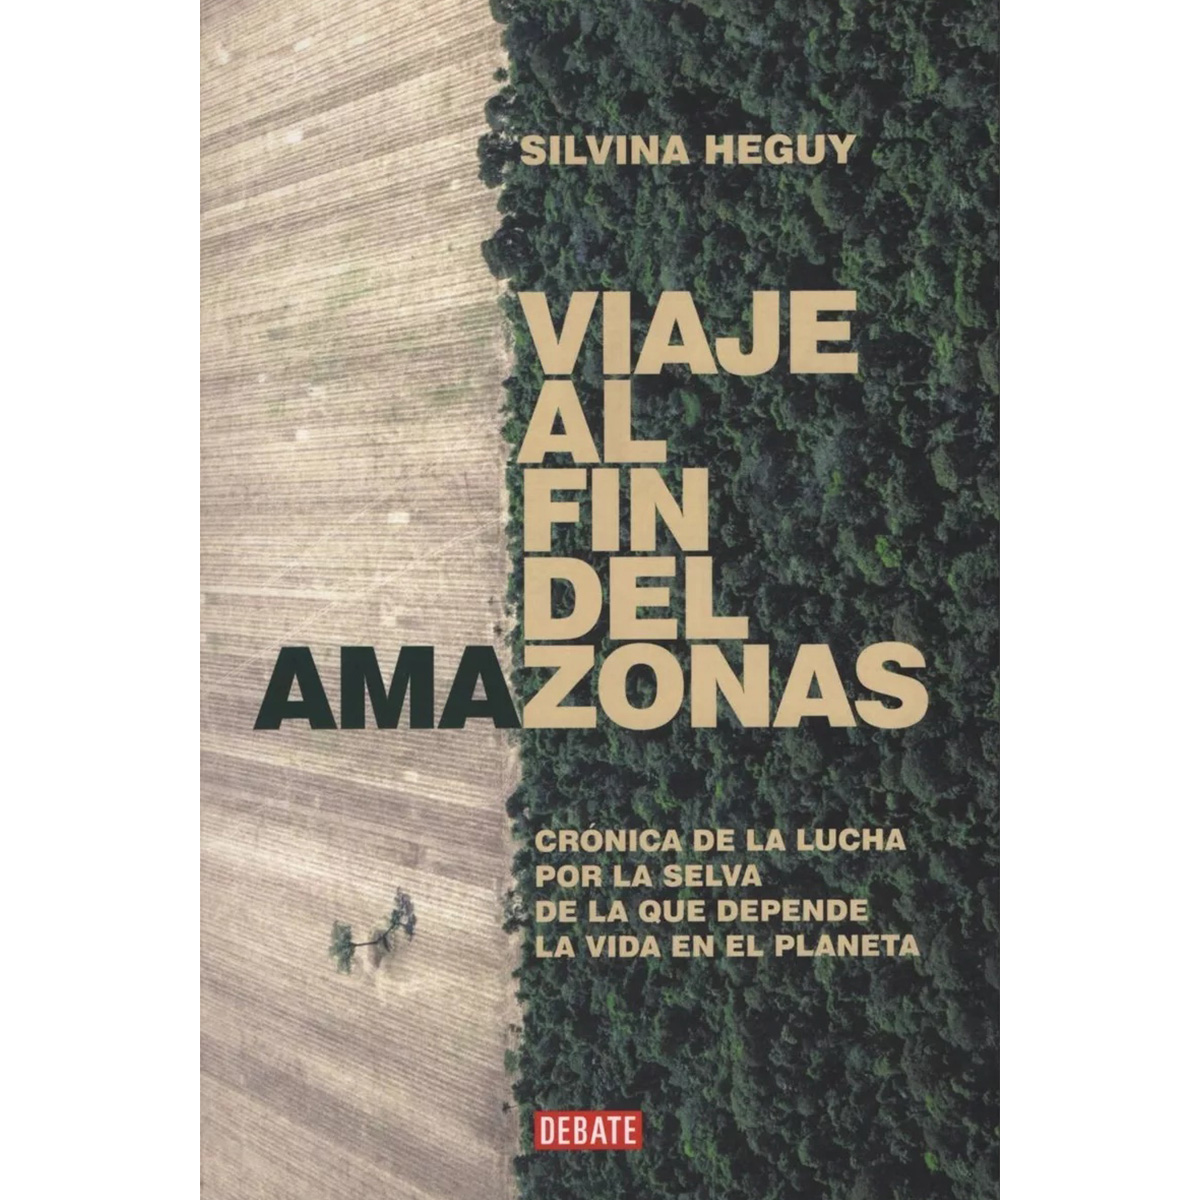 SILVINA HEGUY
VIAJE
AL
FIN
DEL
AMAZONAS
CRÓNICA DE LA LUCHA
POR LA SELVA
DE LA QUE DEPENDE
LA VIDA EN EL PLANETA
DEBATE